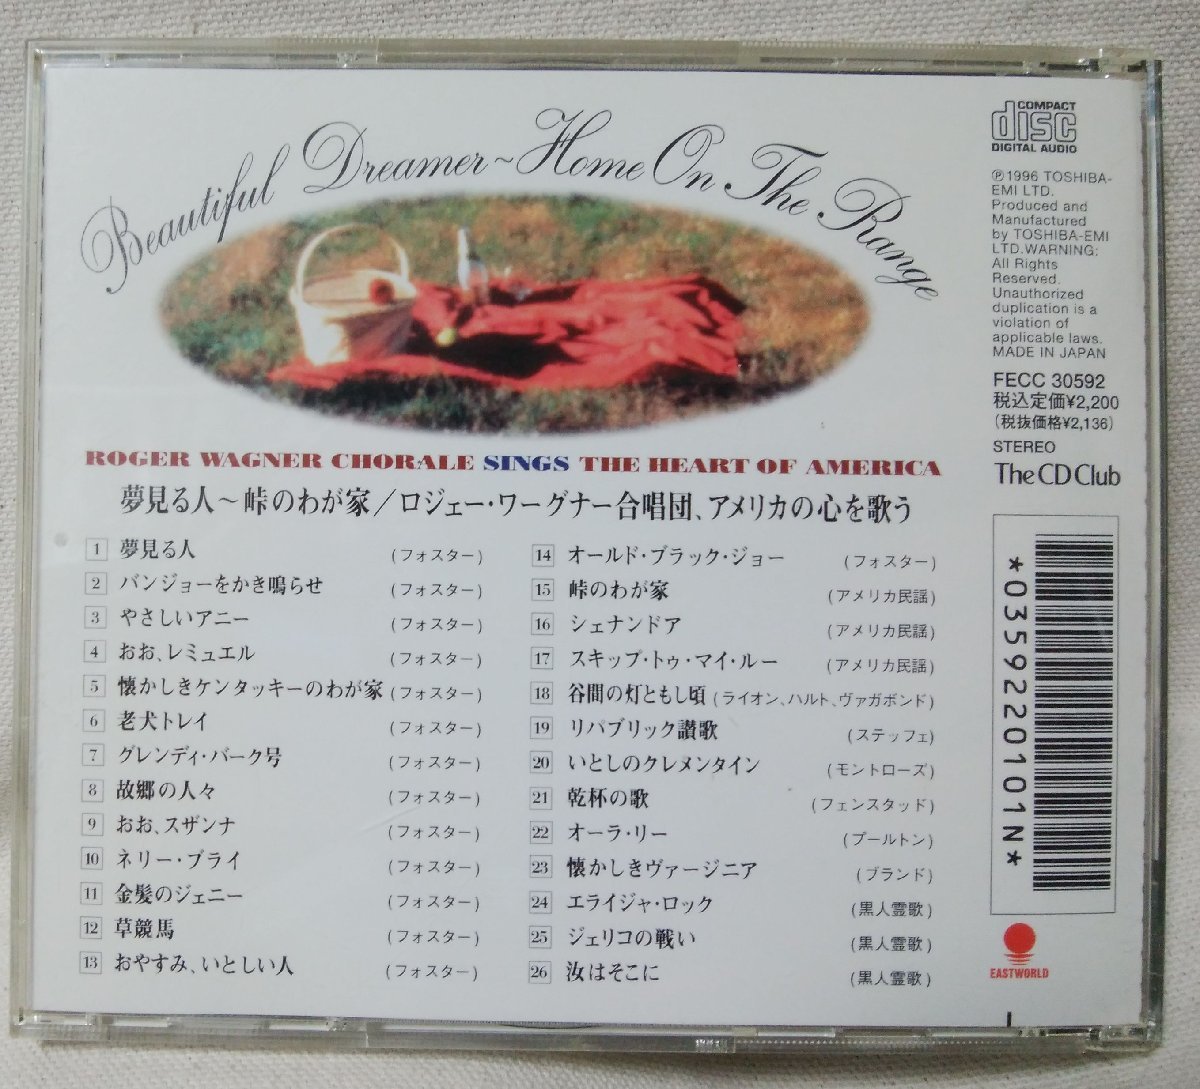 Beautiful Dreamer~Home On The Range
ROGER WAGNER CHORALE SINGS THE HEART OF AMERICA
夢見る人～峠のわが家／ロジェー・ワーグナー合唱団、アメリカの心を歌う
1 夢見る人 (フォスター)
2 バンジョーをかき鳴らせ (フォスター)
3 やさしいアニー (フォスター)
4 おお、レミュエル (フォスター)
5 懐かしきケンタッキーのわが家 (フォスター)
6 老犬トレイ (フォスター)
7 グレンディ・バーク号 (フォスター)
8 故郷の人々 (フォスター)
9 おお、スザンナ (フォスター)
10 ネリー・ブライ (フォスター)
11 金髪のジェニー (フォスター)
12 草競馬 (フォスター)
13 おやすみ、いとしい人 (フォスター)
14 オールド・ブラック・ジョー (フォスター)
15 峠のわが家 (アメリカ民謡)
16 シェナンドア (アメリカ民謡)
17 スキップ・トゥ・マイ・ルー (アメリカ民謡)
18 谷間の灯ともし頃 (ライオン、ハルト、ヴァガボンド)
19 リパブリック讃歌 (ステッフェ)
20 いとしのクレメンタイン (モントローズ)
21 乾杯の歌 (フェンスタッド)
22 オーラ・リー (プールトン)
23 懐かしきヴァージニア (ブランド)
24 エライジャ・ロック (黒人霊歌)
25 ジェリコの戦い (黒人霊歌)
26 汝はそこに (黒人霊歌)
COMPACT
disc
DIGITAL AUDIO
℗1996 TOSHIBA-
EMI LTD.
Produced and
Manufactured
by TOSHIBA-EMI
LTD.WARNING:
All Rights
Reserved.
Unauthorized
duplication is a
violation of
applicable laws.
MADE IN JAPAN
FECC 30592
税込定価¥2,200
(税抜価格¥2,136)
STEREO
The CD Club
*0359220101N*
EASTWORLD